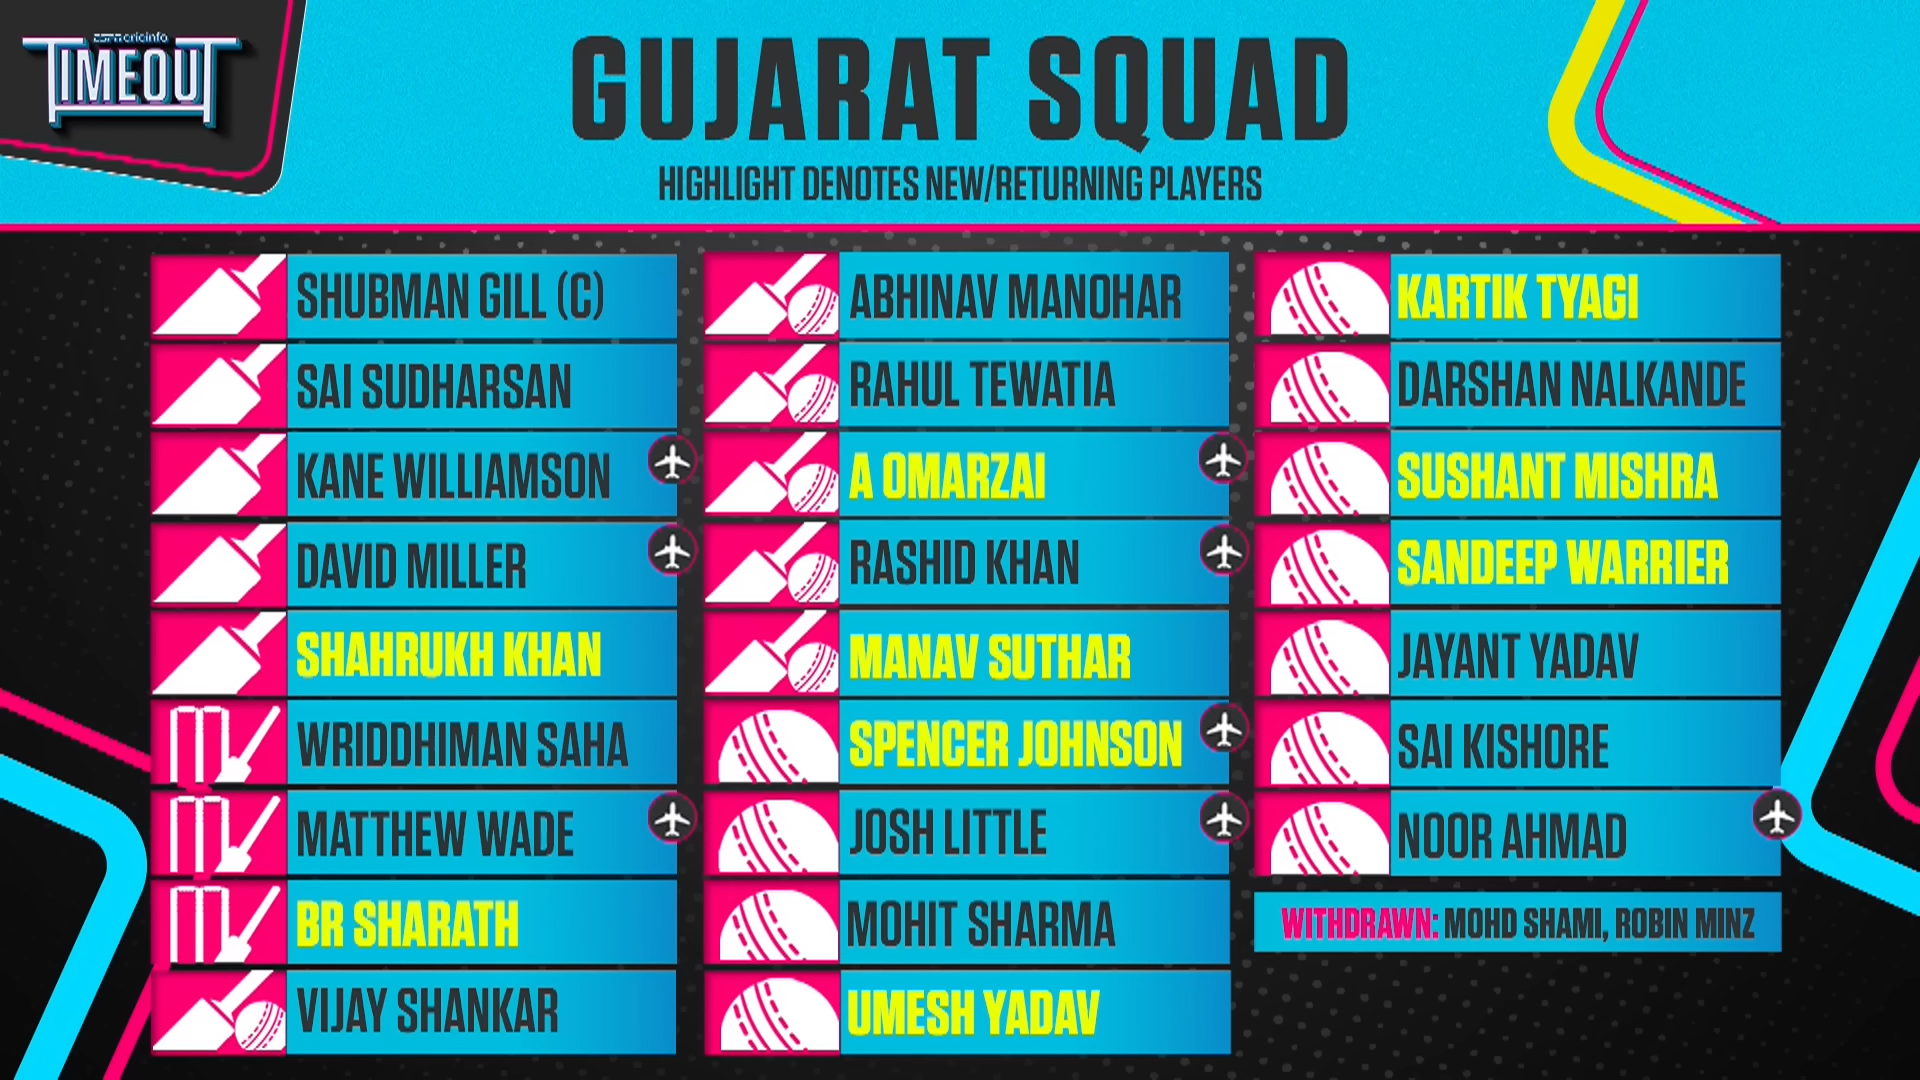 ESPNcricinfo
TIMEOUT
GUJARAT SQUAD
HIGHLIGHT DENOTES NEW/RETURNING PLAYERS
SHUBMAN GILL (C)
SAI SUDHARSAN
KANE WILLIAMSON
DAVID MILLER
SHAHRUKH KHAN
WRIDDHIMAN SAHA
MATTHEW WADE
BR SHARATH
VIJAY SHANKAR
ABHINAV MANOHAR
RAHUL TEWATIA
A OMARZAI
RASHID KHAN
MANAV SUTHAR
SPENCER JOHNSON
JOSH LITTLE
MOHIT SHARMA
UMESH YADAV
KARTIK TYAGI
DARSHAN NALKANDE
SUSHANT MISHRA
SANDEEP WARRIER
JAYANT YADAV
SAI KISHORE
NOOR AHMAD
WITHDRAWN: MOHD SHAMI, ROBIN MINZ